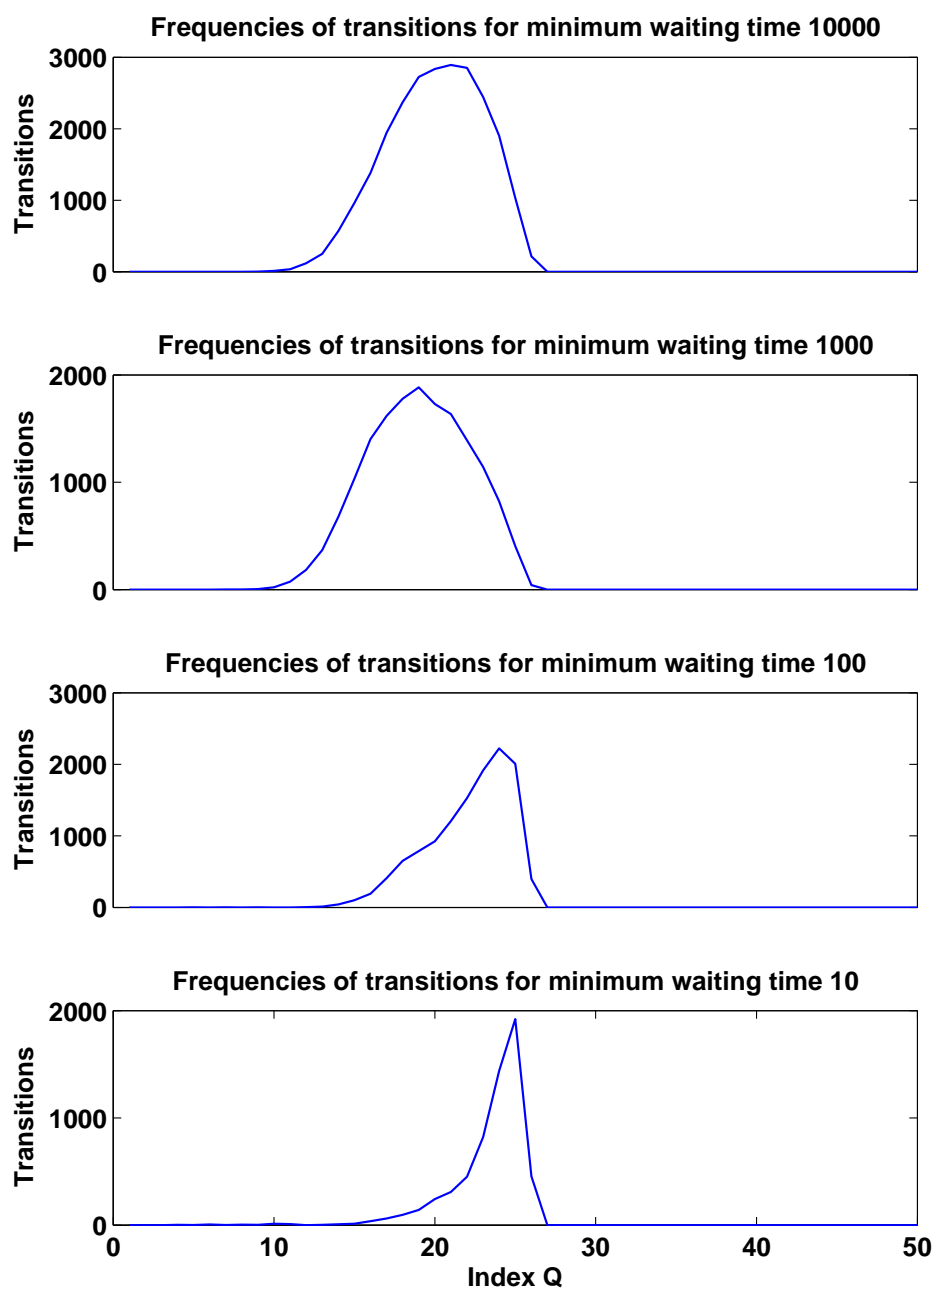 Frequencies of transitions for minimum waiting time 10000
3000
2000
1000
0
Transitions
Frequencies of transitions for minimum waiting time 1000
2000
1000
0
Transitions
Frequencies of transitions for minimum waiting time 100
3000
2000
1000
0
Transitions
Frequencies of transitions for minimum waiting time 10
2000
1000
0
Transitions
0 10 20 30 40 50
Index Q